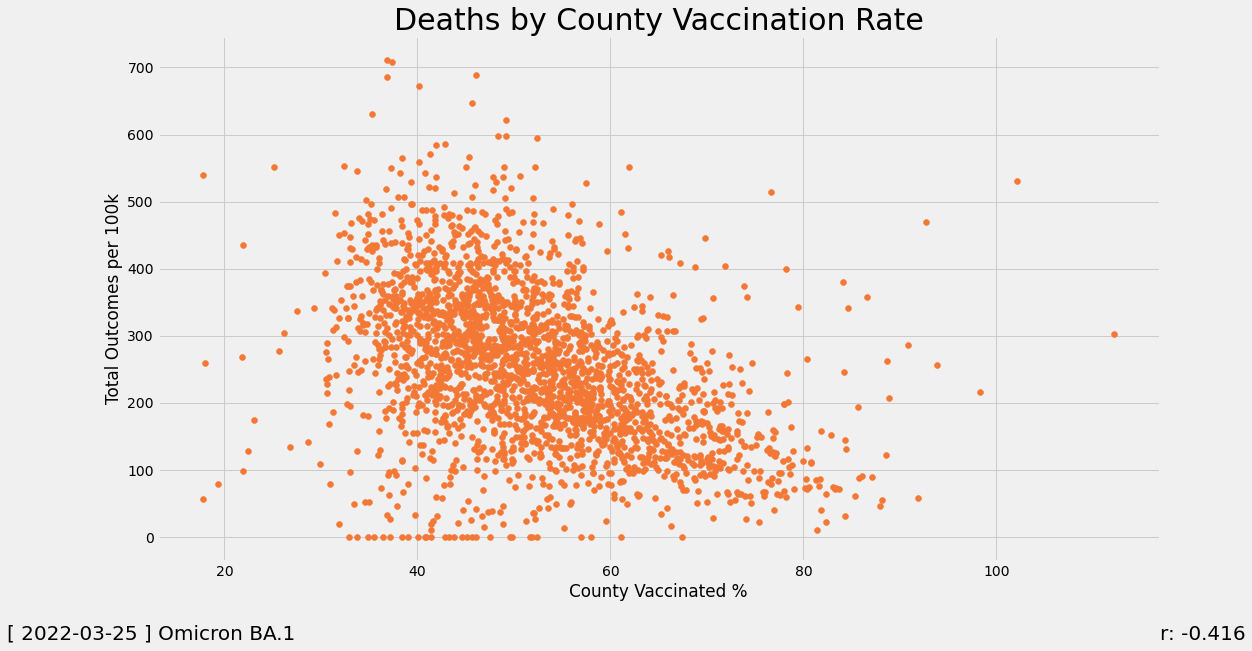 Deaths by County Vaccination Rate
700
600
500
400
300
200
100
0
Total Outcomes per 100k
20 40 60 80 100
County Vaccinated %
[ 2022-03-25 ] Omicron BA.1
r: -0.416